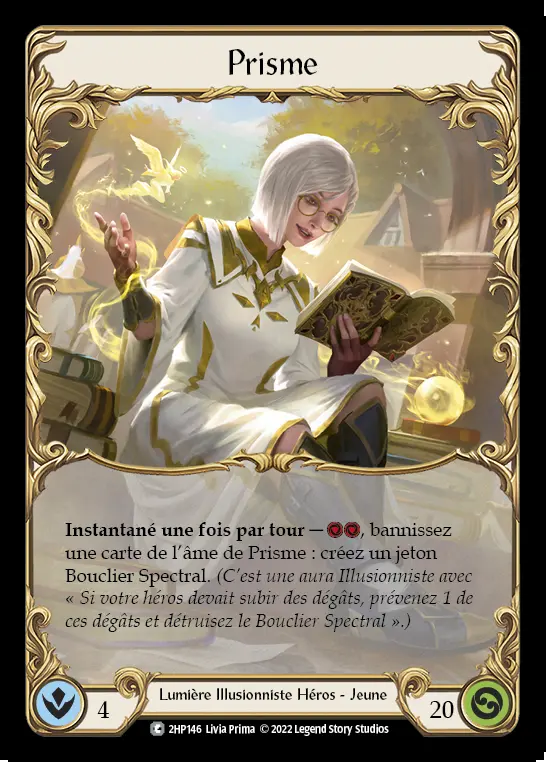 Prisme
Instantané une fois par tour — , bannissez
une carte de l'âme de Prisme : créez un jeton
Bouclier Spectral. (C'est une aura Illusionniste avec
« Si votre héros devait subir des dégâts, prévenez 1 de
ces dégâts et détruisez le Bouclier Spectral ».)
4
Lumière Illusionniste Héros - Jeune
20
C 2HP146 Livia Prima © 2022 Legend Story Studios